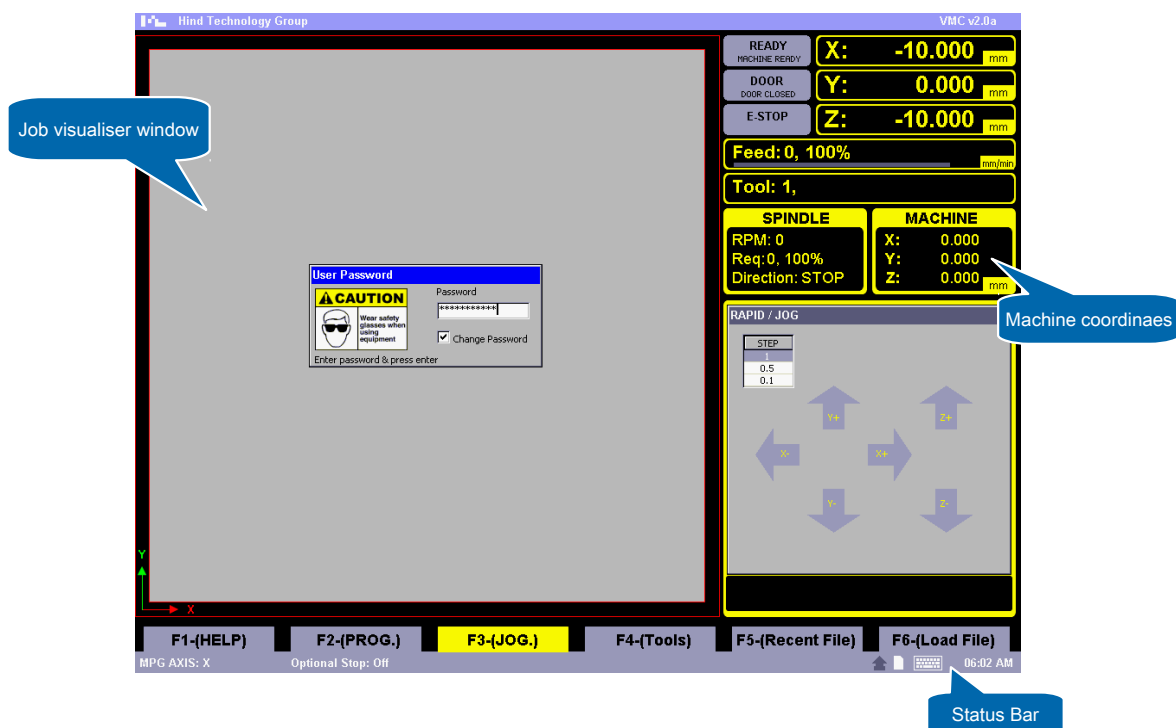 Hind Technology Group
VMC v2.0a
Job visualiser window
READY
MACHINE READY
X: -10.000 mm
DOOR
DOOR CLOSED
Y: 0.000 mm
E-STOP
Z: -10.000 mm
Feed: 0, 100%
mm/min
Tool: 1,
SPINDLE
RPM: 0
Req:0, 100%
Direction: STOP
MACHINE
X: 0.000
Y: 0.000
Z: 0.000 mm
Machine coordinaes
User Password
CAUTION
Wear safety
glasses when
using
equipment
Password
***********
Change Password
Enter password & press enter
RAPID / JOG
STEP
1
0.5
0.1
Y+
Z+
X-
X+
Y-
Z-
Y
X
F1-(HELP)
F2-(PROG.)
F3-(JOG.)
F4-(Tools)
F5-(Recent File)
F6-(Load File)
MPG AXIS: X
Optional Stop: Off
06:02 AM
Status Bar